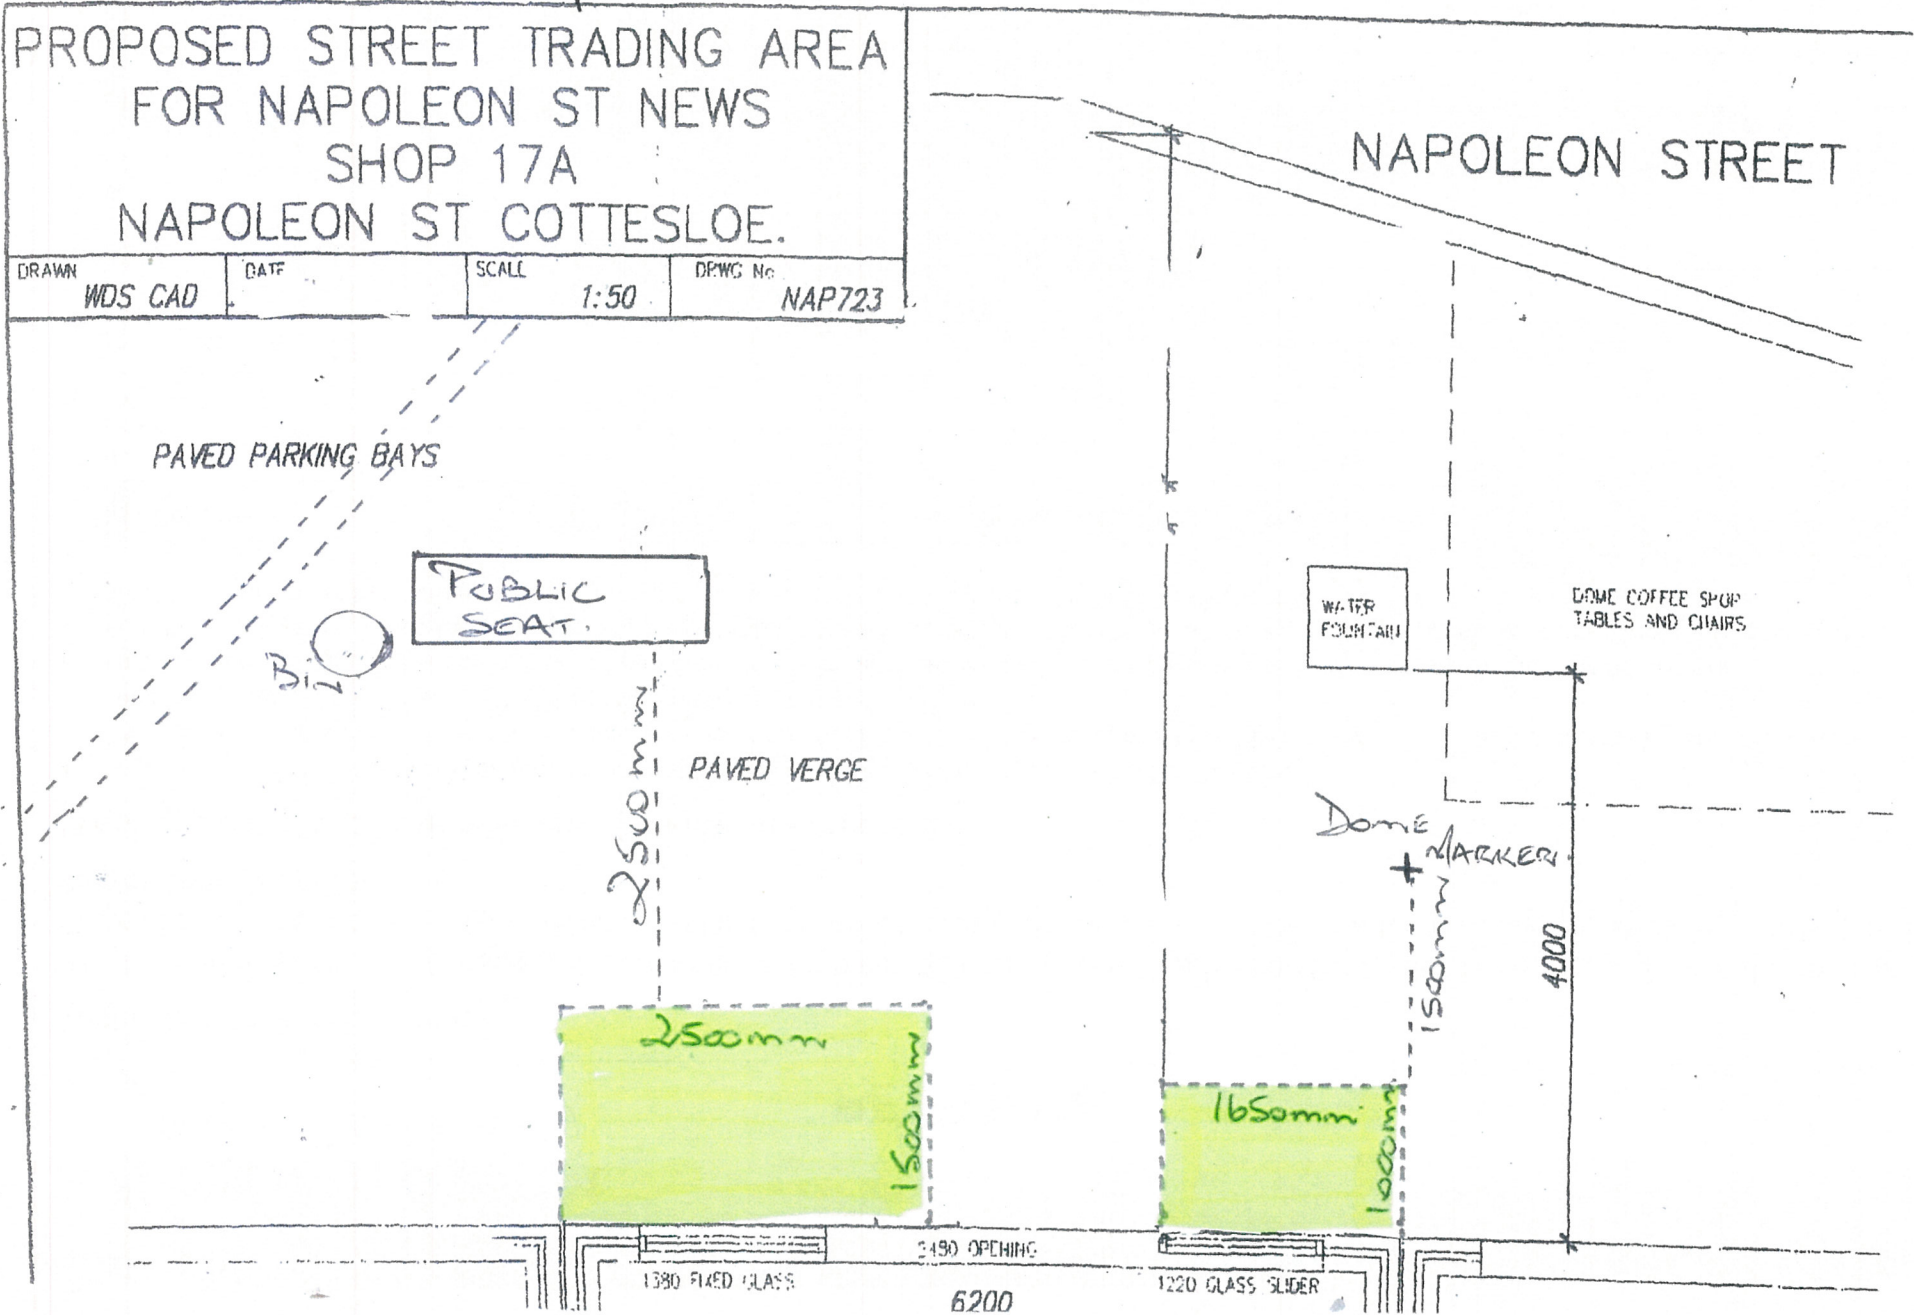 PROPOSED STREET TRADING AREA
FOR NAPOLEON ST NEWS
SHOP 17A
NAPOLEON ST COTTESLOE.
DRAWN
WDS CAD
DATE
SCALE
1:50
DRWG No
NAP723
NAPOLEON STREET
PAVED PARKING BAYS
PUBLIC
SEAT.
BIN
2500mm
PAVED VERGE
WATER
FOUNTAIN
DOME COFFEE SHOP
TABLES AND CHAIRS
DOME
MARKER
1500mm
4000
2500mm
1500mm
1650mm
1000mm
1380 FIXED GLASS
OPENING
1220 GLASS SLIDER
6200